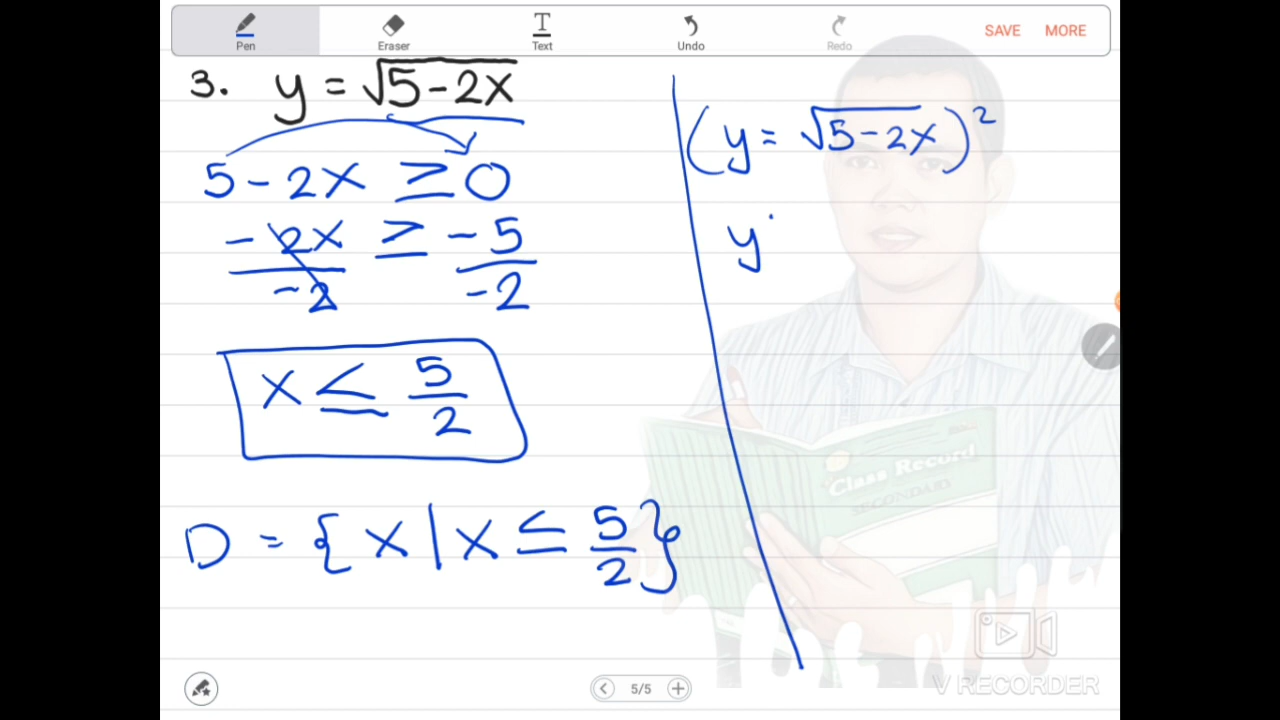 Pen Eraser Text Undo Redo SAVE MORE
3. y = √5-2x
5 - 2x ≥ 0
-2x/-2 ≥ -5/-2
x ≤ 5/2
D = {x|x ≤ 5/2}
(y = √5-2x)²
y
Class Record
SECONDARY
5/5
V RECORDER